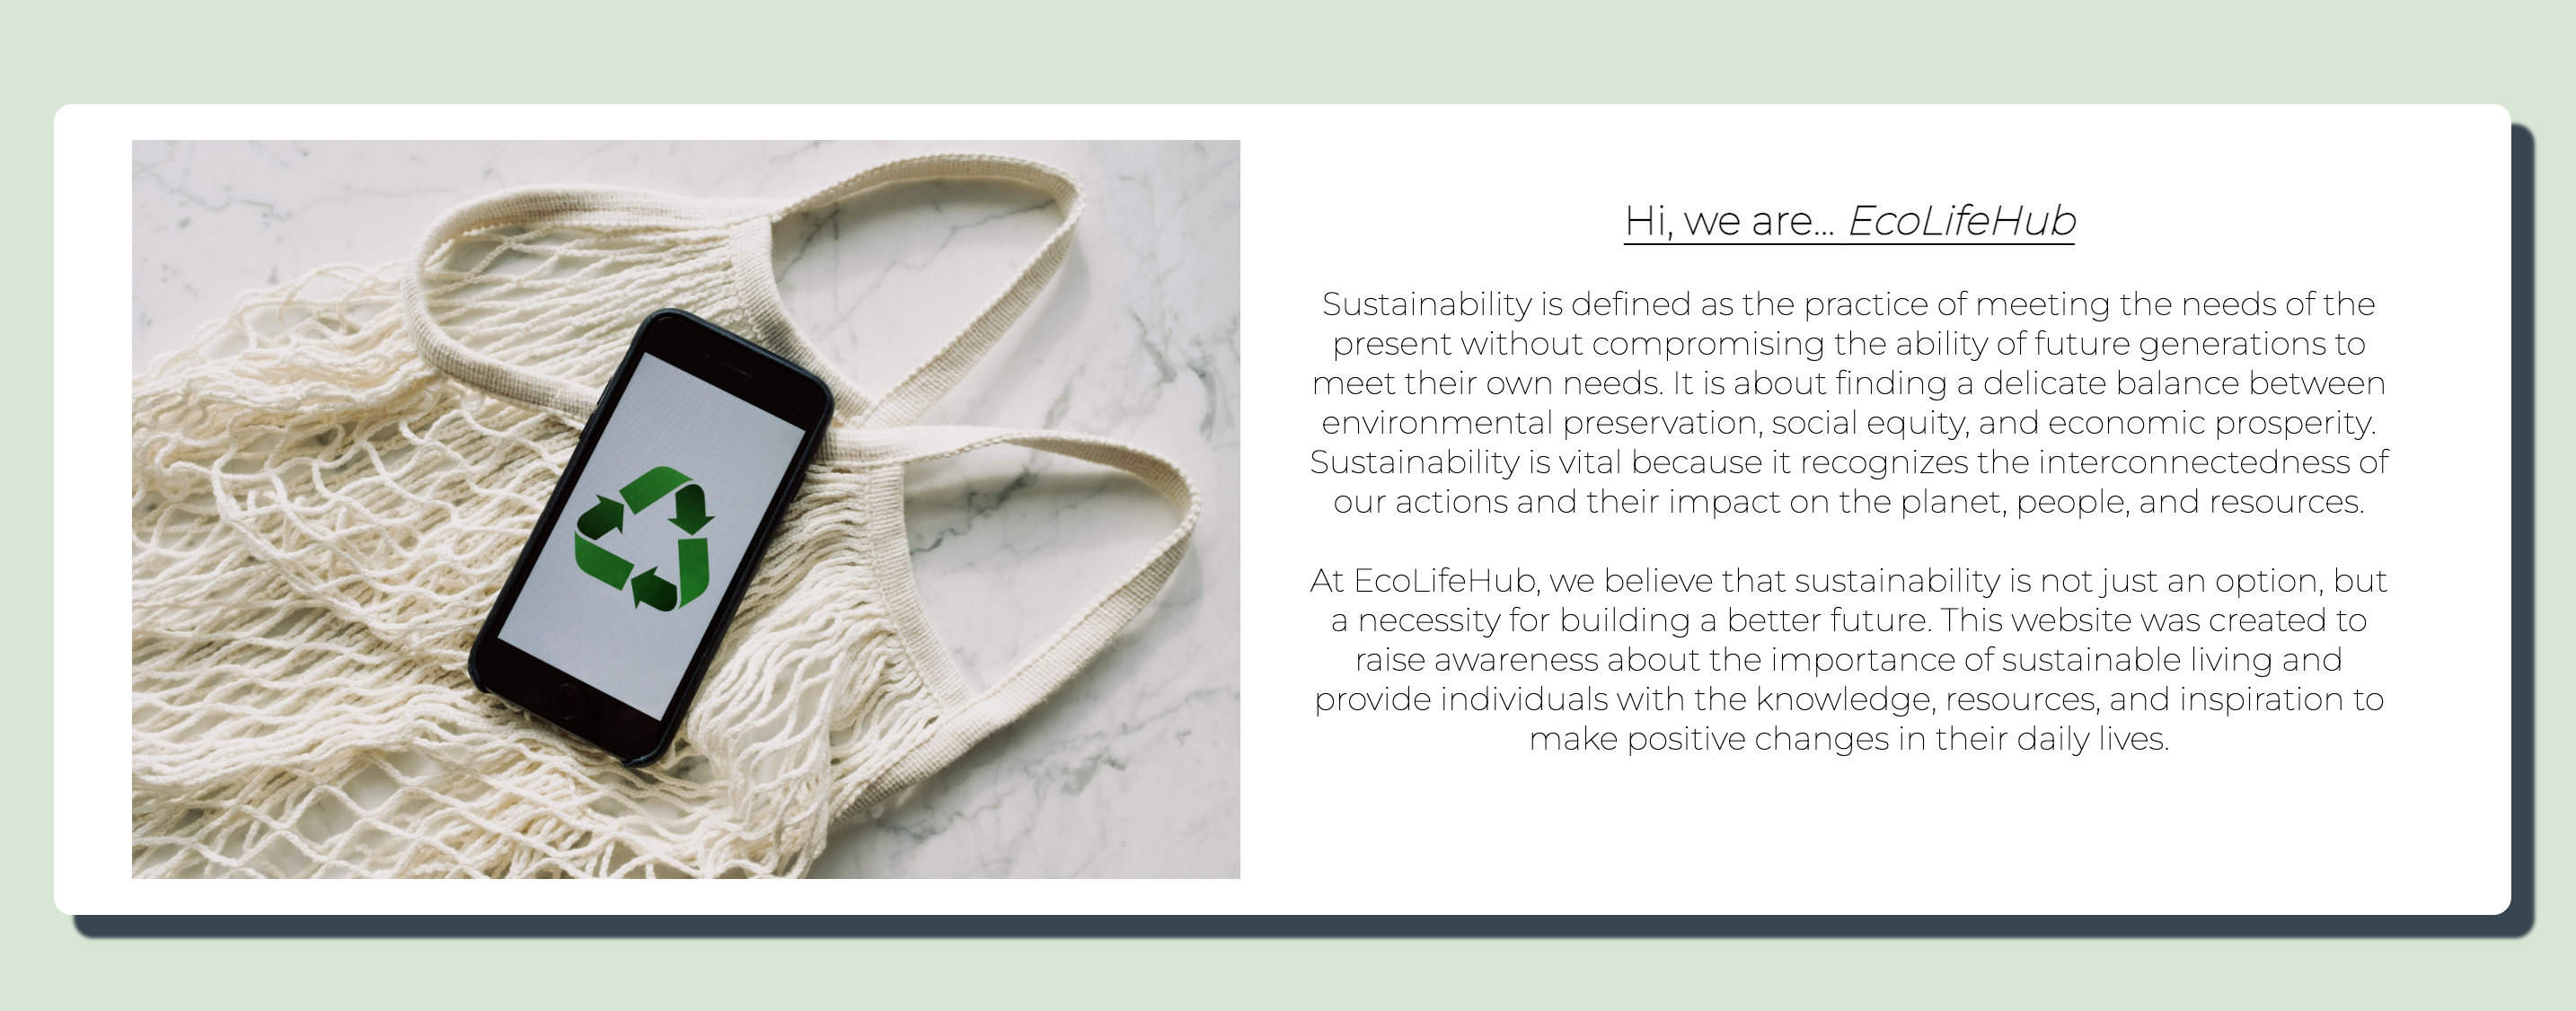 Hi, we are... EcoLifeHub
Sustainability is defined as the practice of meeting the needs of the
present without compromising the ability of future generations to
meet their own needs. It is about finding a delicate balance between
environmental preservation, social equity, and economic prosperity.
Sustainability is vital because it recognizes the interconnectedness of
our actions and their impact on the planet, people, and resources.
At EcoLifeHub, we believe that sustainability is not just an option, but
a necessity for building a better future. This website was created to
raise awareness about the importance of sustainable living and
provide individuals with the knowledge, resources, and inspiration to
make positive changes in their daily lives.